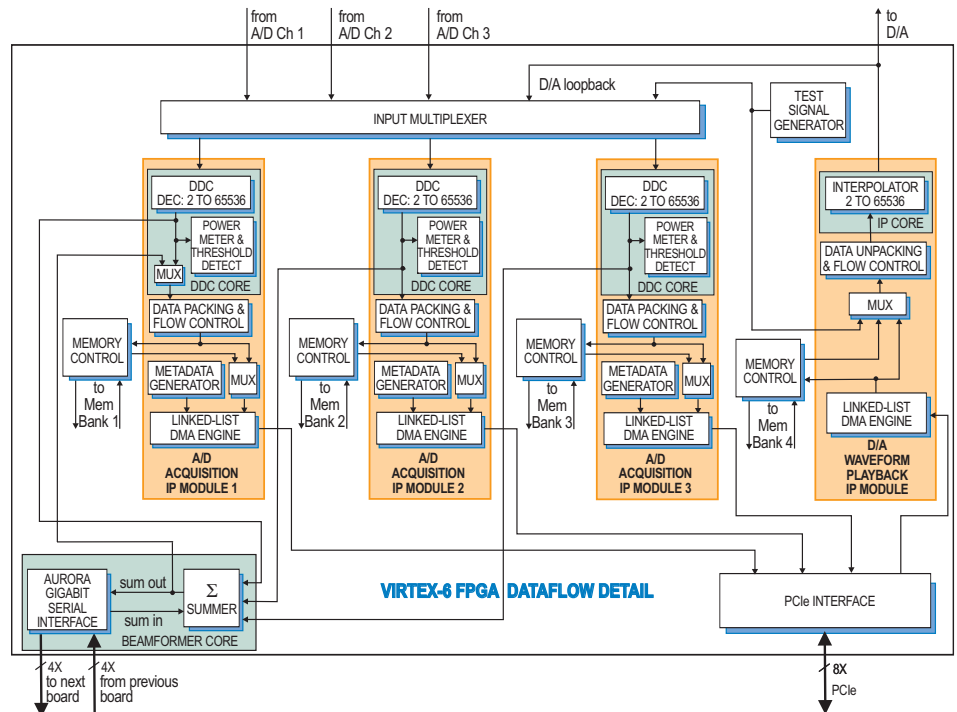 from
A/D Ch 1
from
A/D Ch 2
from
A/D Ch 3
to
D/A
D/A loopback
INPUT MULTIPLEXER
TEST
SIGNAL
GENERATOR
DDC
DEC: 2 TO 65536
POWER
METER &
THRESHOLD
DETECT
MUX
DDC CORE
DATA PACKING &
FLOW CONTROL
MEMORY
CONTROL
to
Mem
Bank 1
METADATA
GENERATOR
MUX
LINKED-LIST
DMA ENGINE
A/D
ACQUISITION
IP MODULE 1
DDC
DEC: 2 TO 65536
POWER
METER &
THRESHOLD
DETECT
DDC CORE
DATA PACKING &
FLOW CONTROL
MEMORY
CONTROL
to
Mem
Bank 2
METADATA
GENERATOR
MUX
LINKED-LIST
DMA ENGINE
A/D
ACQUISITION
IP MODULE 2
DDC
DEC: 2 TO 65536
POWER
METER &
THRESHOLD
DETECT
DDC CORE
DATA PACKING &
FLOW CONTROL
MEMORY
CONTROL
to
Mem
Bank 3
METADATA
GENERATOR
MUX
LINKED-LIST
DMA ENGINE
A/D
ACQUISITION
IP MODULE 3
INTERPOLATOR
2 TO 65536
IP CORE
DATA UNPACKING
& FLOW CONTROL
MUX
MEMORY
CONTROL
to
Mem
Bank 4
LINKED-LIST
DMA ENGINE
D/A
WAVEFORM
PLAYBACK
IP MODULE
AURORA
GIGABIT
SERIAL
INTERFACE
sum out
sum in
Σ
SUMMER
BEAMFORMER CORE
VIRTEX-6 FPGA DATAFLOW DETAIL
PCIe INTERFACE
4X
to next
board
4X
from previous
board
8X
PCIe